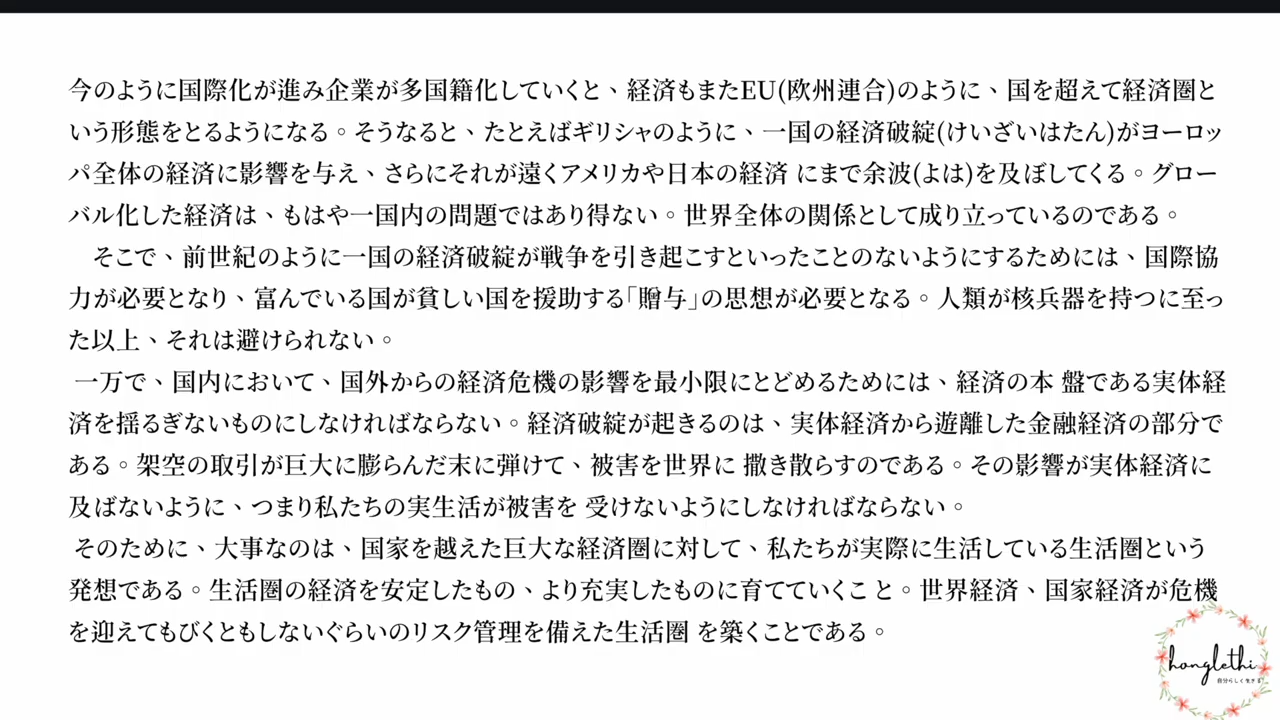 今のように国際化が進み企業が多国籍化していくと、経済もまたEU(欧州連合)のように、国を超えて経済圏と
いう形態をとるようになる。そうなると、たとえばギリシャのように、一国の経済破綻(けいざいはたん)がヨーロッ
パ全体の経済に影響を与え、さらにそれが遠くアメリカや日本の経済 にまで余波(よは)を及ぼしてくる。グロー
バル化した経済は、もはや一国内の問題ではあり得ない。世界全体の関係として成り立っているのである。
そこで、前世紀のように一国の経済破綻が戦争を引き起こすといったことのないようにするためには、国際協
力が必要となり、富んでいる国が貧しい国を援助する「贈与」の思想が必要となる。人類が核兵器を持つに至っ
た以上、それは避けられない。
一万で、国内において、国外からの経済危機の影響を最小限にとどめるためには、経済の本 盤である実体経
済を揺るぎないものにしなければならない。経済破綻が起きるのは、実体経済から遊離した金融経済の部分で
ある。架空の取引が巨大に膨らんだ末に弾けて、被害を世界に 撒き散らすのである。その影響が実体経済に
及ばないように、つまり私たちの実生活が被害を 受けないようにしなければならない。
そのために、大事なのは、国家を越えた巨大な経済圏に対して、私たちが実際に生活している生活圏という
発想である。生活圏の経済を安定したもの、より充実したものに育てていくこ と。世界経済、国家経済が危機
を迎えてもびくともしないぐらいのリスク管理を備えた生活圏 を築くことである。
honglethi
自分らしく生きる